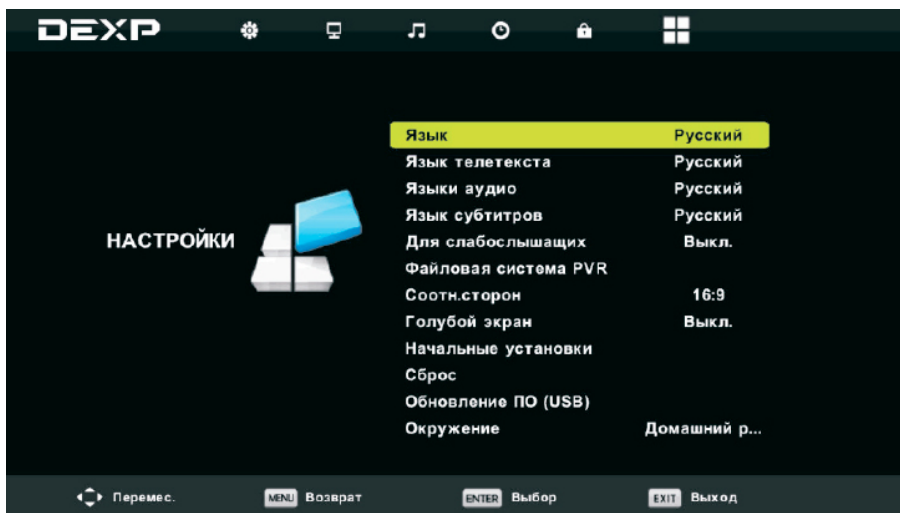 DEXP
Язык Русский
Язык телетекста Русский
Языки аудио Русский
Язык субтитров Русский
НАСТРОЙКИ
Для слабослышащих Выкл.
Файловая система PVR
Соотн.сторон 16:9
Голубой экран Выкл.
Начальные установки
Сброс
Обновление ПО (USB)
Окружение Домашний р...
Перемес. MENU Возврат ENTER Выбор EXIT Выход